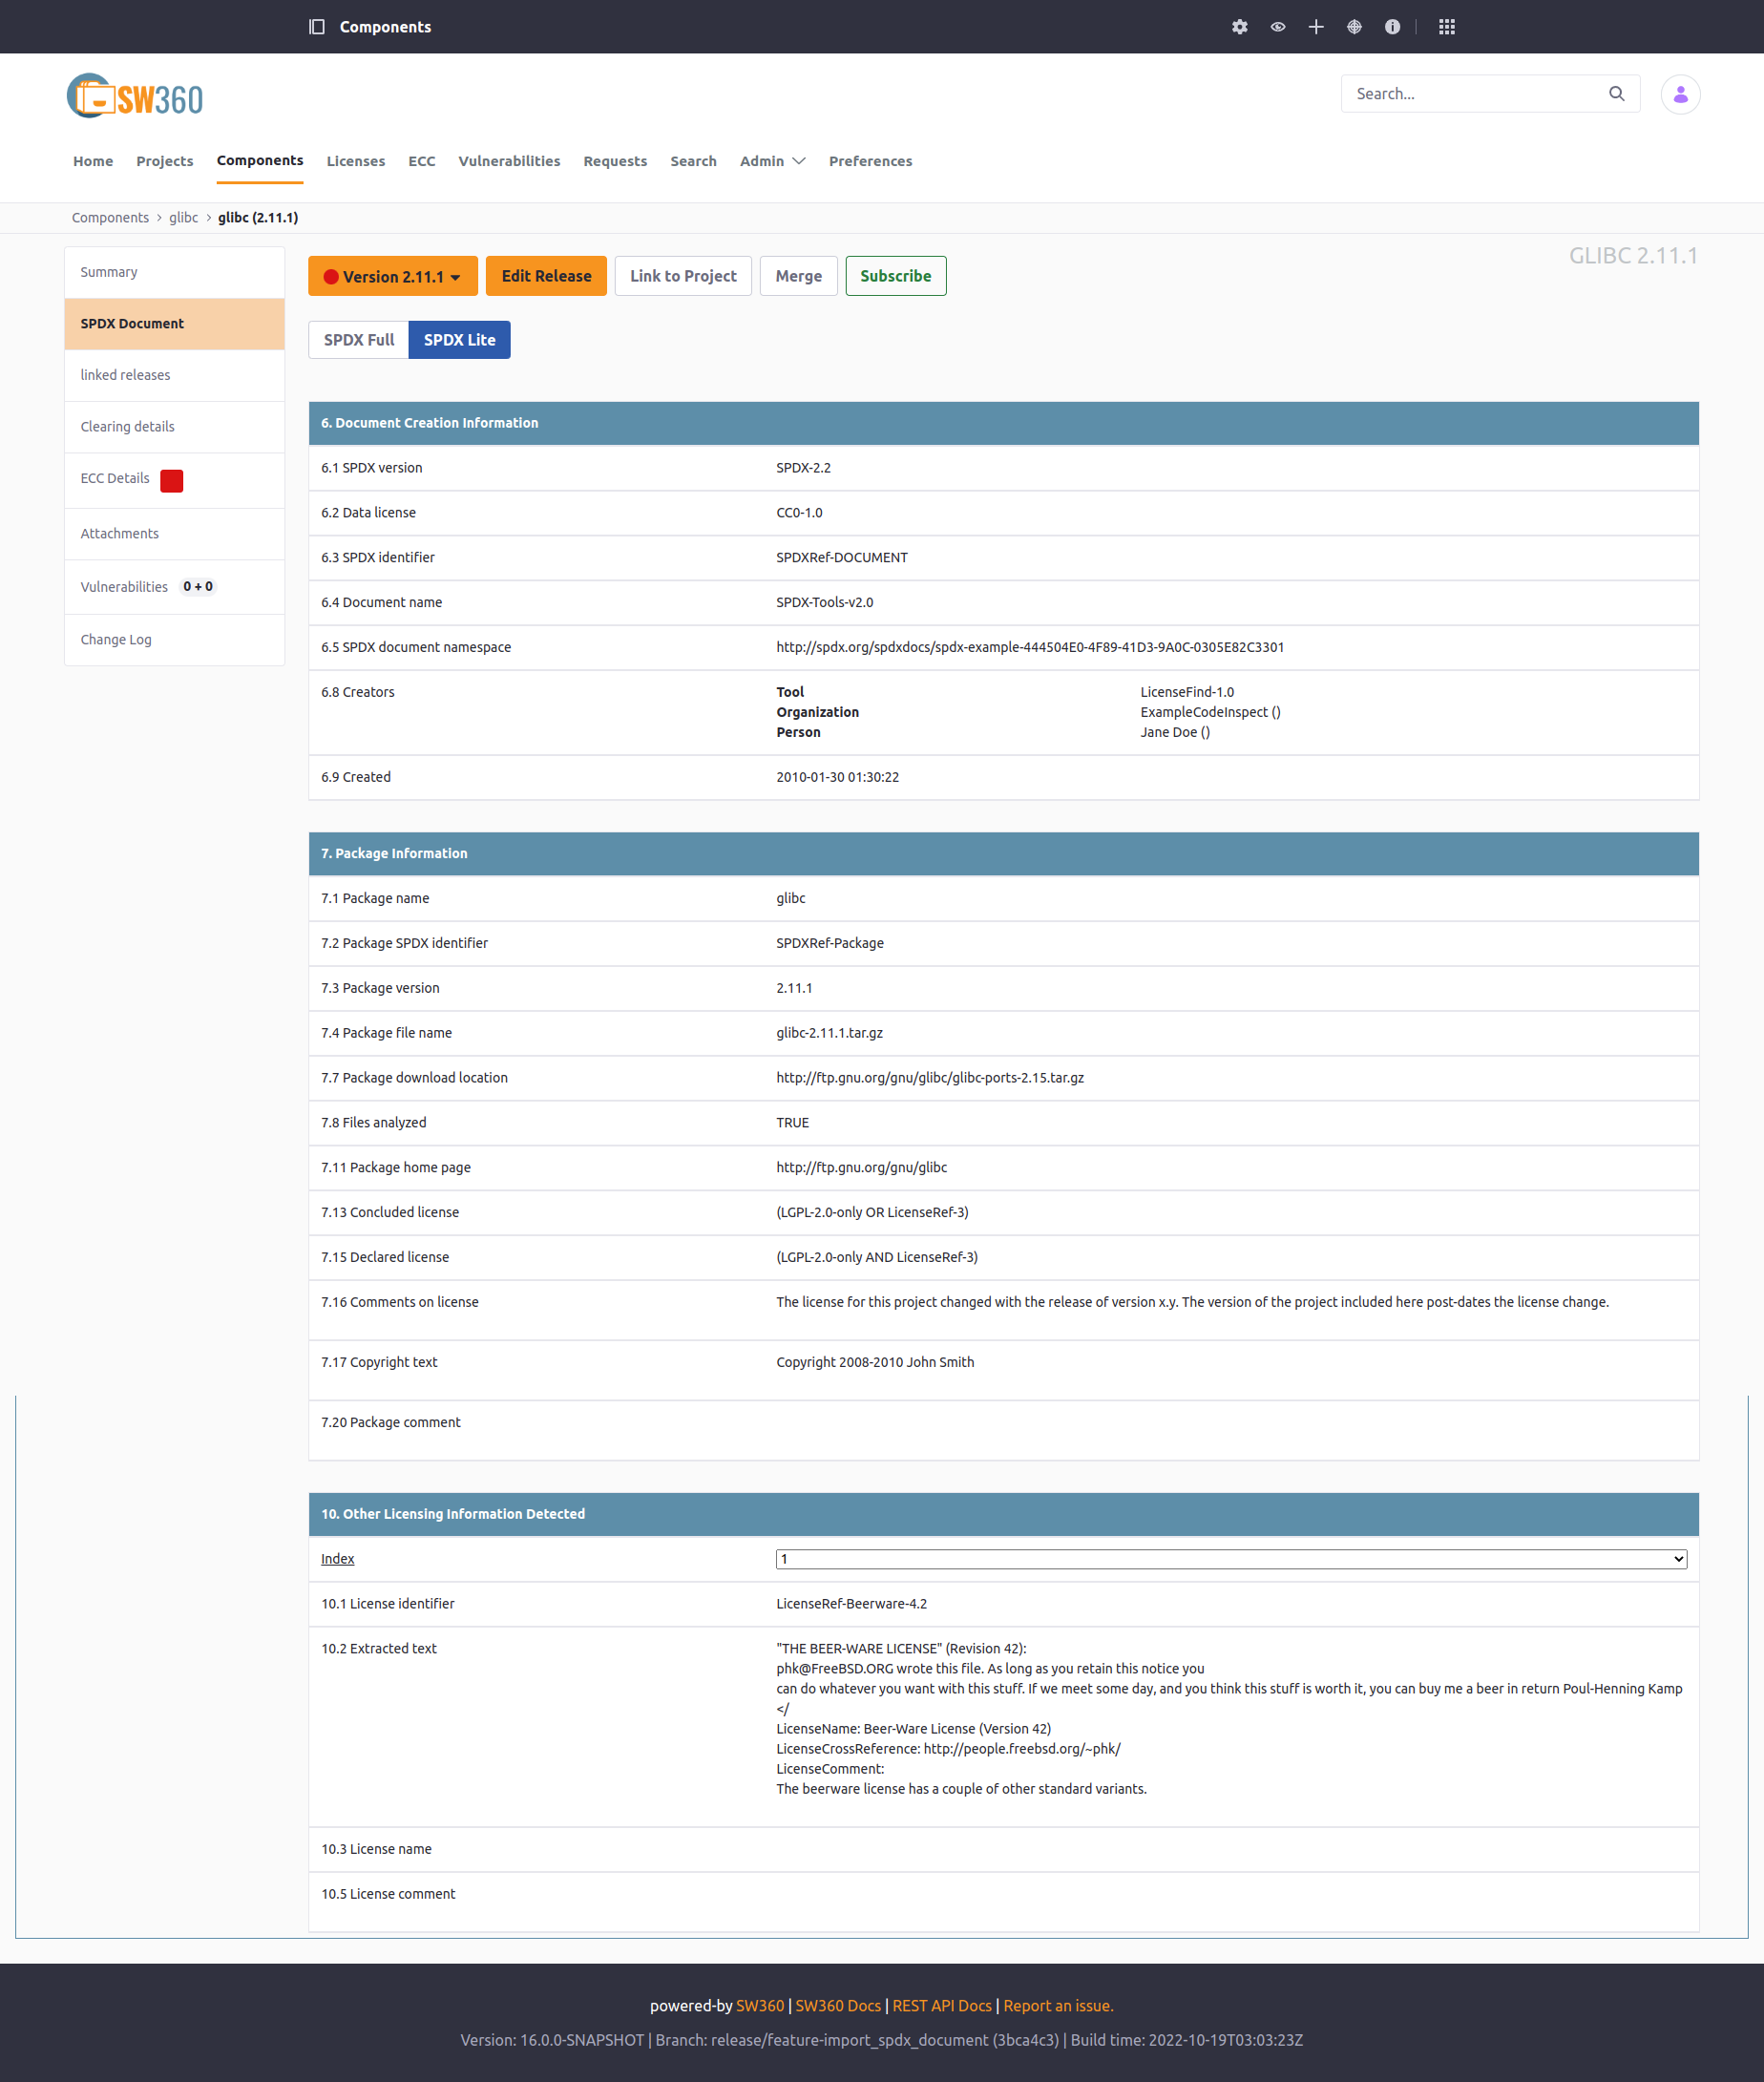 Components
SW360
Search...
Home Projects Components Licenses ECC Vulnerabilities Requests Search Admin Preferences
Components > glibc > glibc (2.11.1)
GLIBC 2.11.1
Summary
SPDX Document
linked releases
Clearing details
ECC Details
Attachments
Vulnerabilities 0 + 0
Change Log
Version 2.11.1 Edit Release Link to Project Merge Subscribe
SPDX Full SPDX Lite
6. Document Creation Information
6.1 SPDX version SPDX-2.2
6.2 Data license CC0-1.0
6.3 SPDX identifier SPDXRef-DOCUMENT
6.4 Document name SPDX-Tools-v2.0
6.5 SPDX document namespace http://spdx.org/spdxdocs/spdx-example-444504E0-4F89-41D3-9A0C-0305E82C3301
6.8 Creators Tool LicenseFind-1.0
Organization ExampleCodeInspect ()
Person Jane Doe ()
6.9 Created 2010-01-30 01:30:22
7. Package Information
7.1 Package name glibc
7.2 Package SPDX identifier SPDXRef-Package
7.3 Package version 2.11.1
7.4 Package file name glibc-2.11.1.tar.gz
7.7 Package download location http://ftp.gnu.org/gnu/glibc/glibc-ports-2.15.tar.gz
7.8 Files analyzed TRUE
7.11 Package home page http://ftp.gnu.org/gnu/glibc
7.13 Concluded license (LGPL-2.0-only OR LicenseRef-3)
7.15 Declared license (LGPL-2.0-only AND LicenseRef-3)
7.16 Comments on license The license for this project changed with the release of version x.y. The version of the project included here post-dates the license change.
7.17 Copyright text Copyright 2008-2010 John Smith
7.20 Package comment
10. Other Licensing Information Detected
Index 1
10.1 License identifier LicenseRef-Beerware-4.2
10.2 Extracted text "THE BEER-WARE LICENSE" (Revision 42):
phk@FreeBSD.ORG wrote this file. As long as you retain this notice you
can do whatever you want with this stuff. If we meet some day, and you think this stuff is worth it, you can buy me a beer in return Poul-Henning Kamp
</
LicenseName: Beer-Ware License (Version 42)
LicenseCrossReference: http://people.freebsd.org/~phk/
LicenseComment:
The beerware license has a couple of other standard variants.
10.3 License name
10.5 License comment
powered-by SW360 | SW360 Docs | REST API Docs | Report an issue.
Version: 16.0.0-SNAPSHOT | Branch: release/feature-import_spdx_document (3bca4c3) | Build time: 2022-10-19T03:03:23Z